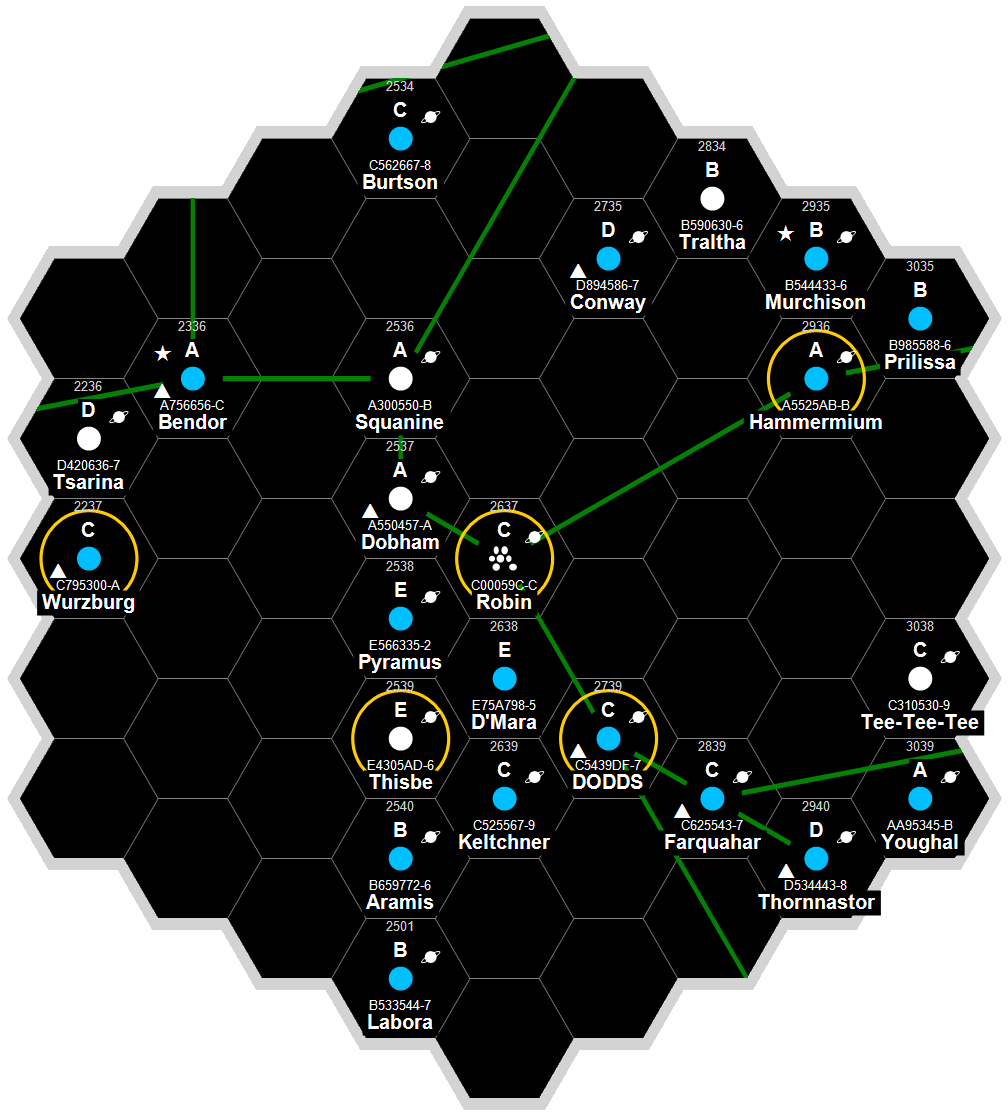 2534
C
C562667-8
Burtson
2834
B
B590630-6
Traltha
2735
D
D894586-7
Conway
2935
B
B544433-6
Murchison
3035
B
B985588-6
Prilissa
2336
A
A756656-C
Bendor
2536
A
A300550-B
Squanine
2936
A
A5525AB-B
Hammermium
2236
D
D420636-7
Tsarina
2537
A
A550457-A
Dobham
2237
C
C795300-A
Wurzburg
2637
C
C00059C-C
Robin
2538
E
E566335-2
Pyramus
2638
E
E75A798-5
D'Mara
3038
C
C310530-9
Tee-Tee-Tee
2539
E
E4305AD-6
Thisbe
2739
C
C5439DF-7
DODDS
2639
C
C525567-9
Keltchner
2839
C
C625543-7
Farquahar
3039
A
AA95345-B
Youghal
2540
B
B659772-6
Aramis
2940
D
D534443-8
Thornnastor
2501
B
B533544-7
Labora